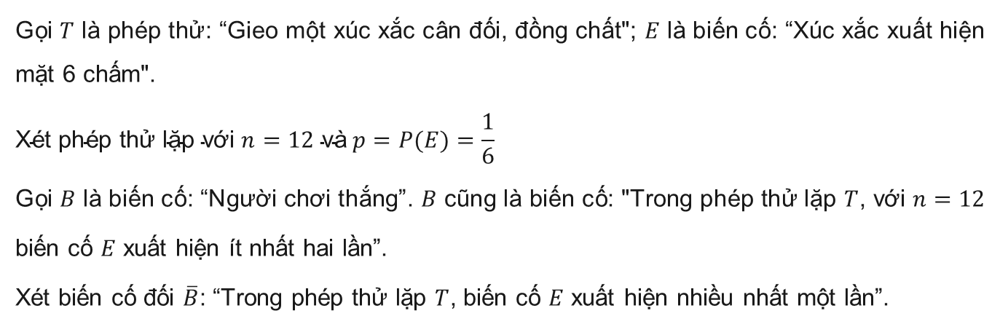 Gọi T là phép thử: “Gieo một xúc xắc cân đối, đồng chất"; E là biến cố: “Xúc xắc xuất hiện
mặt 6 chấm".
Xét phép thử lặp với n = 12 và p = P(E) = 1/6
Gọi B là biến cố: “Người chơi thắng”. B cũng là biến cố: "Trong phép thử lặp T, với n = 12
biến cố E xuất hiện ít nhất hai lần”.
Xét biến cố đối B̄: “Trong phép thử lặp T, biến cố E xuất hiện nhiều nhất một lần”.